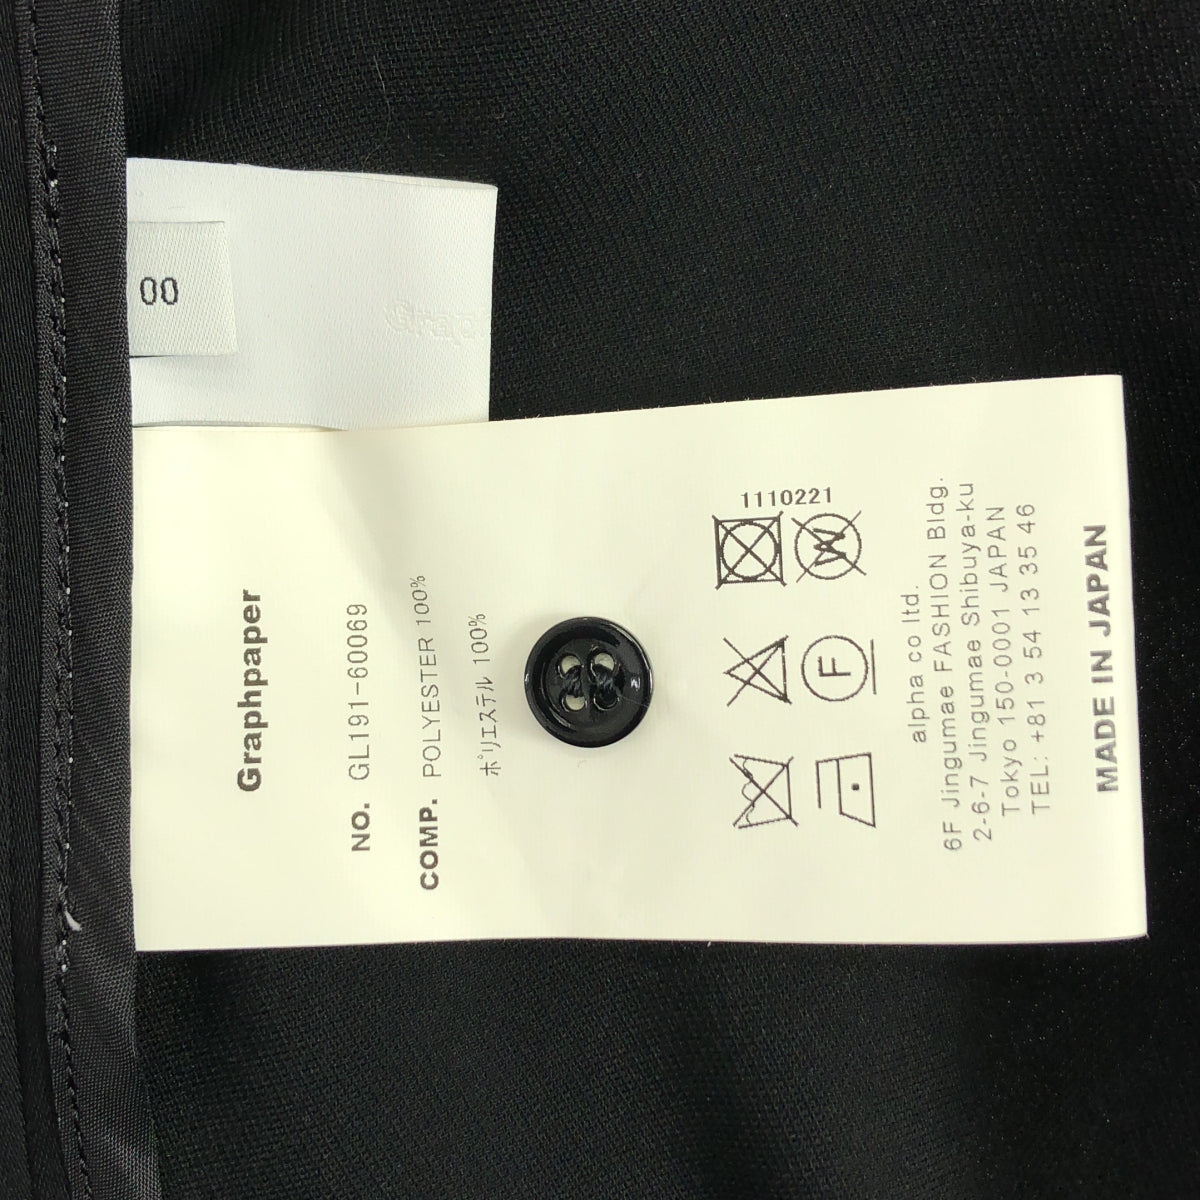 00
Graphpaper
NO. GL191-60069
COMP. POLYESTER 100%
ﾎﾟﾘｴｽﾃﾙ 100%
1110221
W
F
alpha co ltd.
6F Jingumae FASHION Bldg.
2-6-7 Jingumae Shibuya-ku
Tokyo 150-0001 JAPAN
TEL: +81 3 54 13 35 46
MADE IN JAPAN